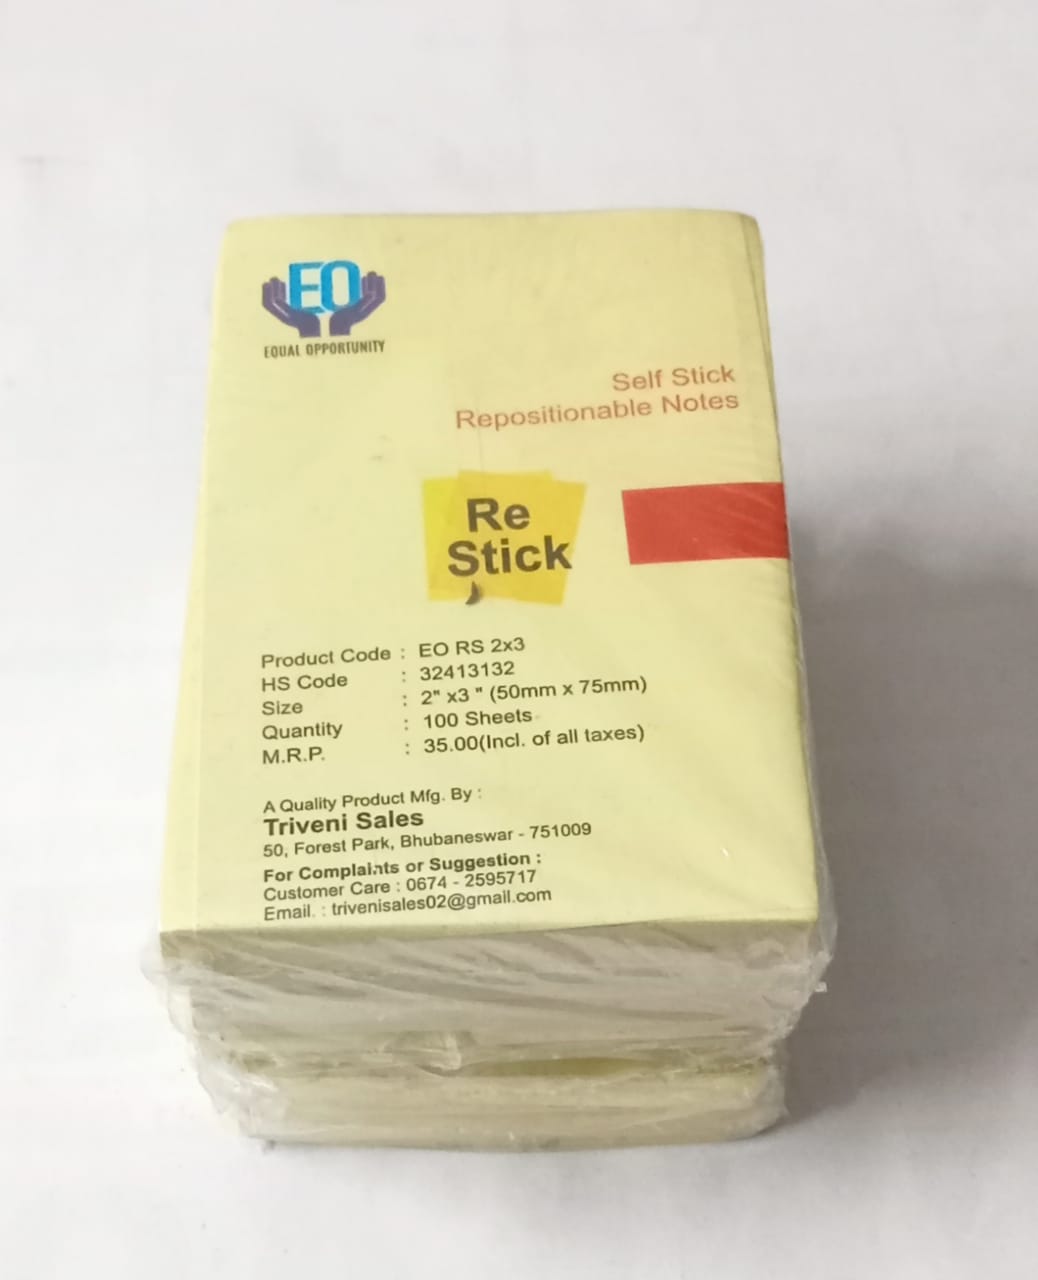 EO
EQUAL OPPORTUNITY
Self Stick
Repositionable Notes
Re
Stick
Product Code : EO RS 2x3
HS Code : 32413132
Size : 2" x3 " (50mm x 75mm)
Quantity : 100 Sheets
M.R.P. : 35.00(Incl. of all taxes)
A Quality Product Mfg. By :
Triveni Sales
50, Forest Park, Bhubaneswar - 751009
For Complaints or Suggestion :
Customer Care : 0674 - 2595717
Email. : trivenisales02@gmail.com